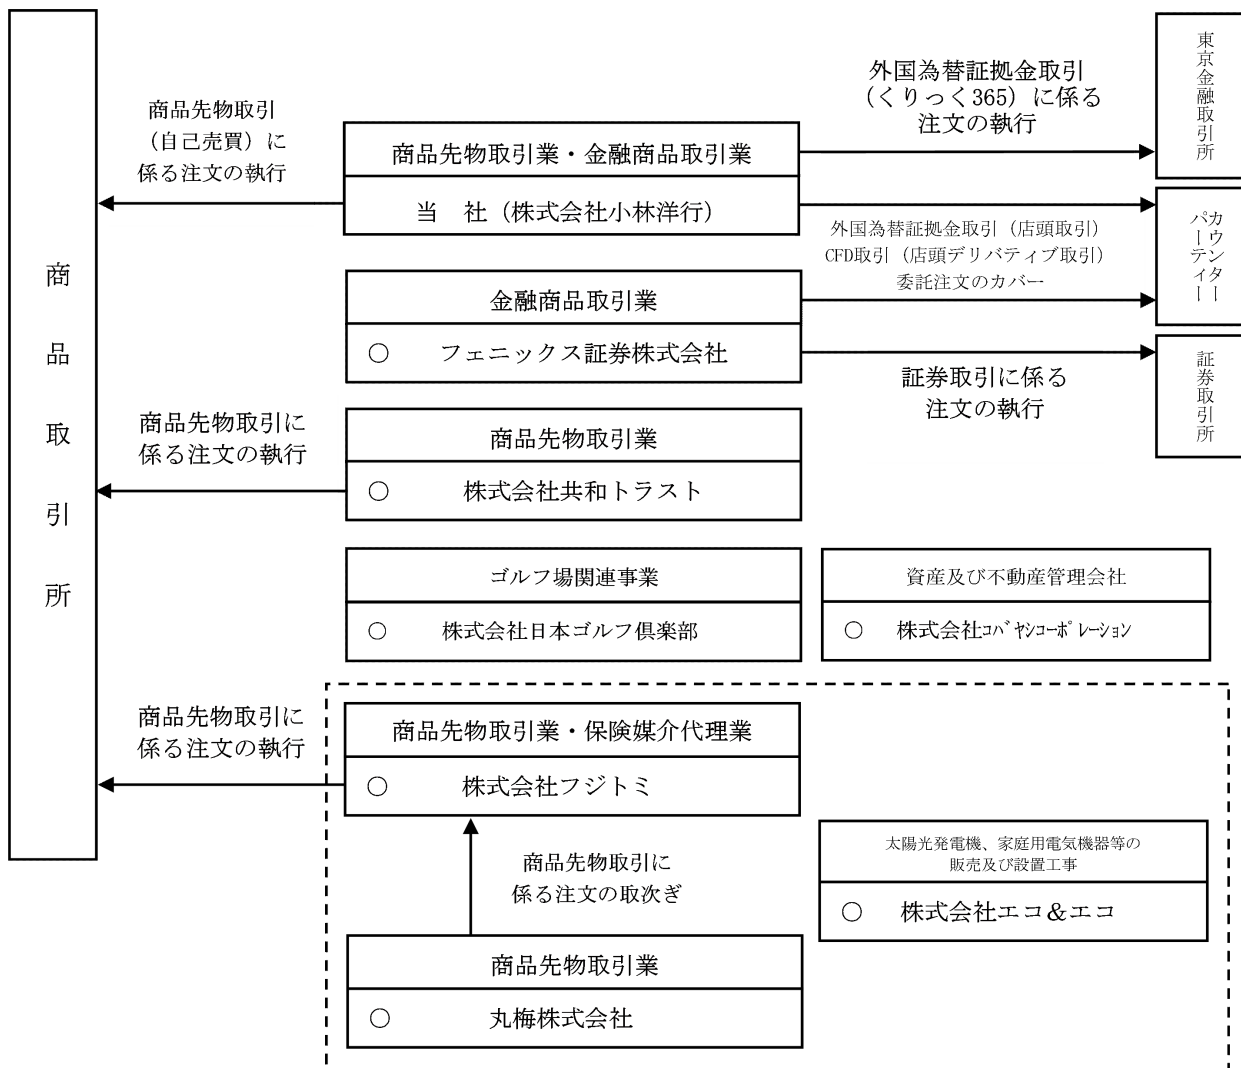 商品取引所
商品先物取引
（自己売買）に
係る注文の執行
商品先物取引業・金融商品取引業
当　社（株式会社小林洋行）
外国為替証拠金取引
（くりっく365）に係る
注文の執行
東京金融取引所
外国為替証拠金取引（店頭取引）
CFD取引（店頭デリバティブ取引）
委託注文のカバー
カウンター
パーティー
金融商品取引業
○　フェニックス証券株式会社
証券取引に係る
注文の執行
証券取引所
商品先物取引に
係る注文の執行
商品先物取引業
○　株式会社共和トラスト
ゴルフ場関連事業
○　株式会社日本ゴルフ倶楽部
資産及び不動産管理会社
○　株式会社ｺﾊﾞﾔｼｺｰﾎﾟﾚｰｼｮﾝ
商品先物取引に
係る注文の執行
商品先物取引業・保険媒介代理業
○　株式会社フジトミ
商品先物取引に
係る注文の取次ぎ
太陽光発電機、家庭用電気機器等の
販売及び設置工事
○　株式会社エコ＆エコ
商品先物取引業
○　丸梅株式会社